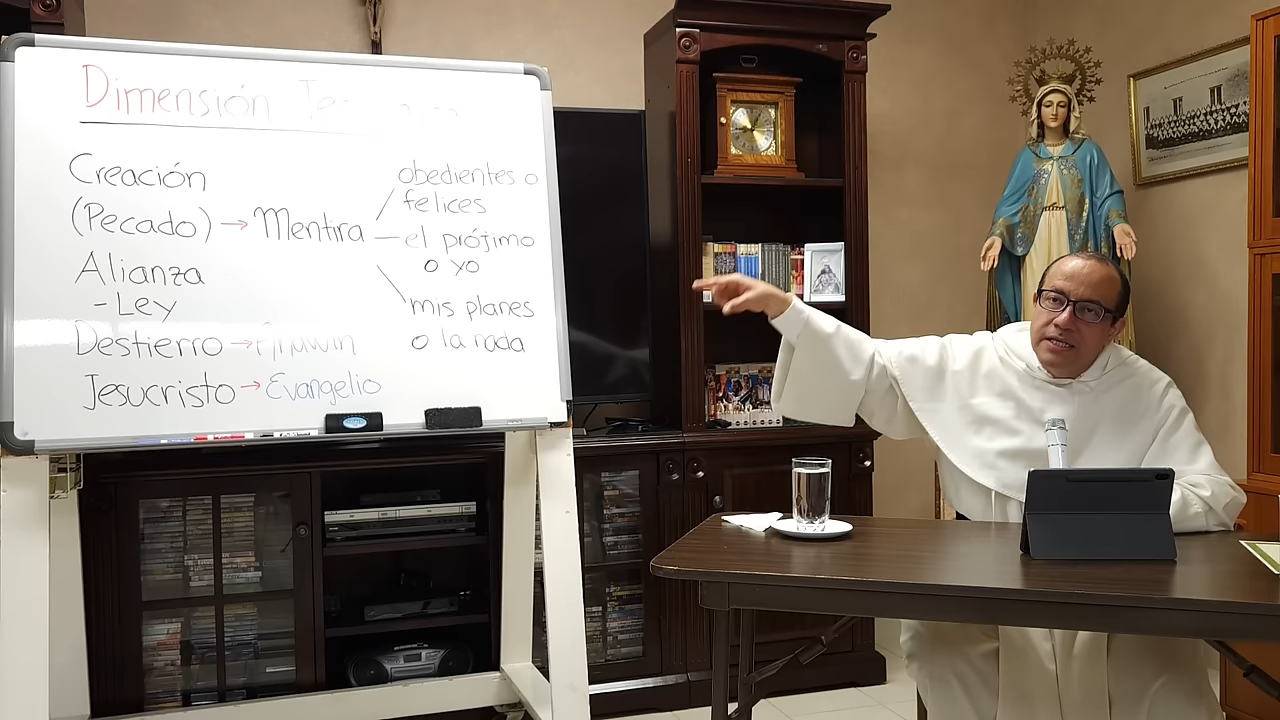 Dimensión
Creación
(Pecado) → Mentira
obedientes o
felices
el prójimo
o yo
mis planes
o la nada
Alianza
- Ley
Destierro →
Jesucristo → Evangelio